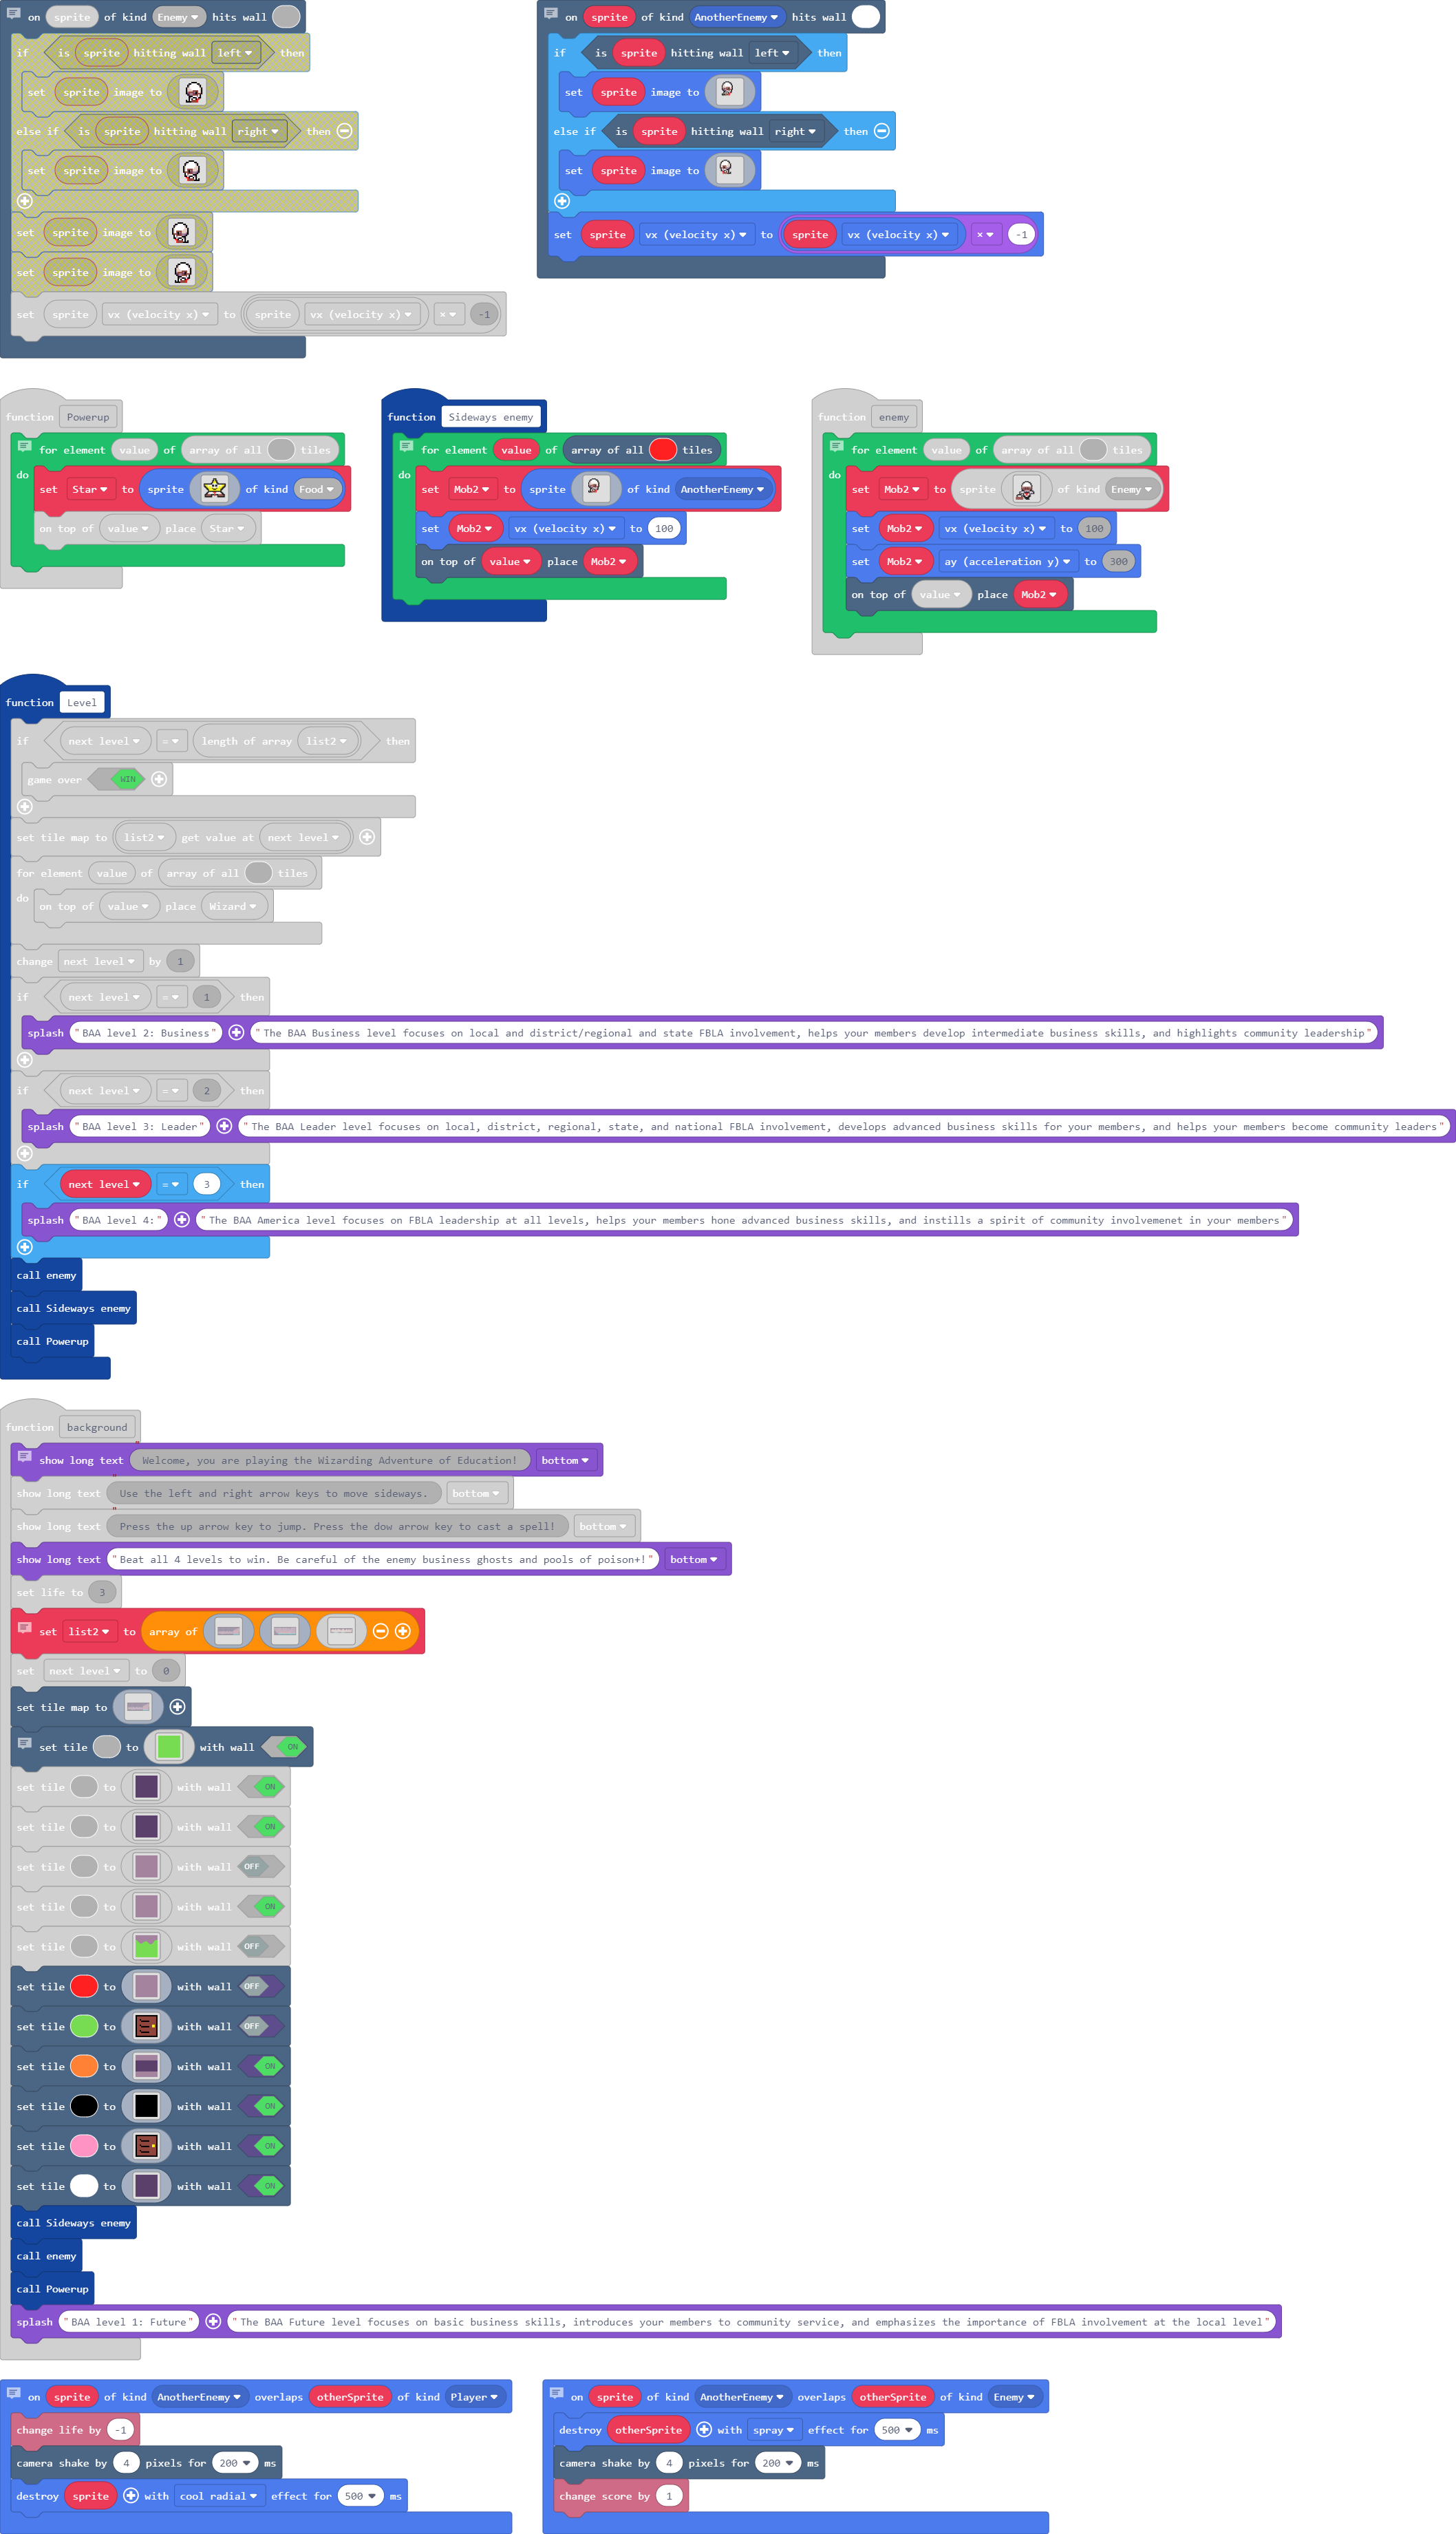 on sprite of kind Enemy hits wall
if is sprite hitting wall left then
set sprite image to
else if is sprite hitting wall right then
set sprite image to
set sprite image to
set sprite image to
set sprite vx (velocity x) to sprite vx (velocity x) × -1
on sprite of kind AnotherEnemy hits wall
if is sprite hitting wall left then
set sprite image to
else if is sprite hitting wall right then
set sprite image to
set sprite vx (velocity x) to sprite vx (velocity x) × -1
function Powerup
for element value of array of all tiles
do
set Star to sprite of kind Food
on top of value place Star
function Sideways enemy
for element value of array of all tiles
do
set Mob2 to sprite of kind AnotherEnemy
set Mob2 vx (velocity x) to 100
on top of value place Mob2
function enemy
for element value of array of all tiles
do
set Mob2 to sprite of kind Enemy
set Mob2 vx (velocity x) to 100
set Mob2 ay (acceleration y) to 300
on top of value place Mob2
function Level
if next level = length of array list2 then
game over WIN
set tile map to list2 get value at next level
for element value of array of all tiles
do
on top of value place Wizard
change next level by 1
if next level = 1 then
splash "BAA level 2: Business" "The BAA Business level focuses on local and district/regional and state FBLA involvement, helps your members develop intermediate business skills, and highlights community leadership"
if next level = 2 then
splash "BAA level 3: Leader" "The BAA Leader level focuses on local, district, regional, state, and national FBLA involvement, develops advanced business skills for your members, and helps your members become community leaders"
if next level = 3 then
splash "BAA level 4:" "The BAA America level focuses on FBLA leadership at all levels, helps your members hone advanced business skills, and instills a spirit of community involvemenet in your members"
call enemy
call Sideways enemy
call Powerup
function background
show long text " Welcome, you are playing the Wizarding Adventure of Education! bottom
show long text " Use the left and right arrow keys to move sideways. bottom
show long text " Press the up arrow key to jump. Press the dow arrow key to cast a spell! bottom
show long text "Beat all 4 levels to win. Be careful of the enemy business ghosts and pools of poison+!" bottom
set life to 3
set list2 to array of
set next level to 0
set tile map to
set tile to with wall ON
set tile to with wall ON
set tile to with wall ON
set tile to with wall OFF
set tile to with wall ON
set tile to with wall OFF
set tile to with wall OFF
set tile to with wall OFF
set tile to with wall ON
set tile to with wall ON
set tile to with wall ON
set tile to with wall ON
call Sideways enemy
call enemy
call Powerup
splash "BAA level 1: Future" "The BAA Future level focuses on basic business skills, introduces your members to community service, and emphasizes the importance of FBLA involvement at the local level"
on sprite of kind AnotherEnemy overlaps otherSprite of kind Player
change life by -1
camera shake by 4 pixels for 200 ms
destroy sprite with cool radial effect for 500 ms
on sprite of kind AnotherEnemy overlaps otherSprite of kind Enemy
destroy otherSprite with spray effect for 500 ms
camera shake by 4 pixels for 200 ms
change score by 1